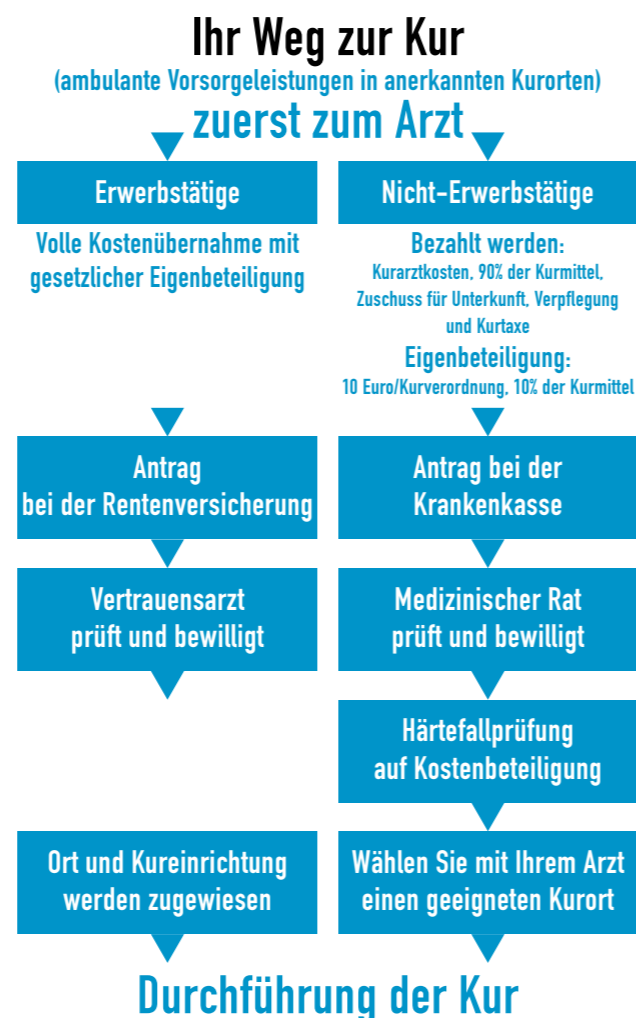 Ihr Weg zur Kur
(ambulante Vorsorgeleistungen in anerkannten Kurorten)
zuerst zum Arzt
Erwerbstätige
Volle Kostenübernahme mit
gesetzlicher Eigenbeteiligung
Nicht-Erwerbstätige
Bezahlt werden:
Kurarztkosten, 90% der Kurmittel,
Zuschuss für Unterkunft, Verpflegung
und Kurtaxe
Eigenbeteiligung:
10 Euro/Kurverordnung, 10% der Kurmittel
Antrag
bei der Rentenversicherung
Antrag bei der
Krankenkasse
Vertrauensarzt
prüft und bewilligt
Medizinischer Rat
prüft und bewilligt
Härtefallprüfung
auf Kostenbeteiligung
Ort und Kureinrichtung
werden zugewiesen
Wählen Sie mit Ihrem Arzt
einen geeigneten Kurort
Durchführung der Kur